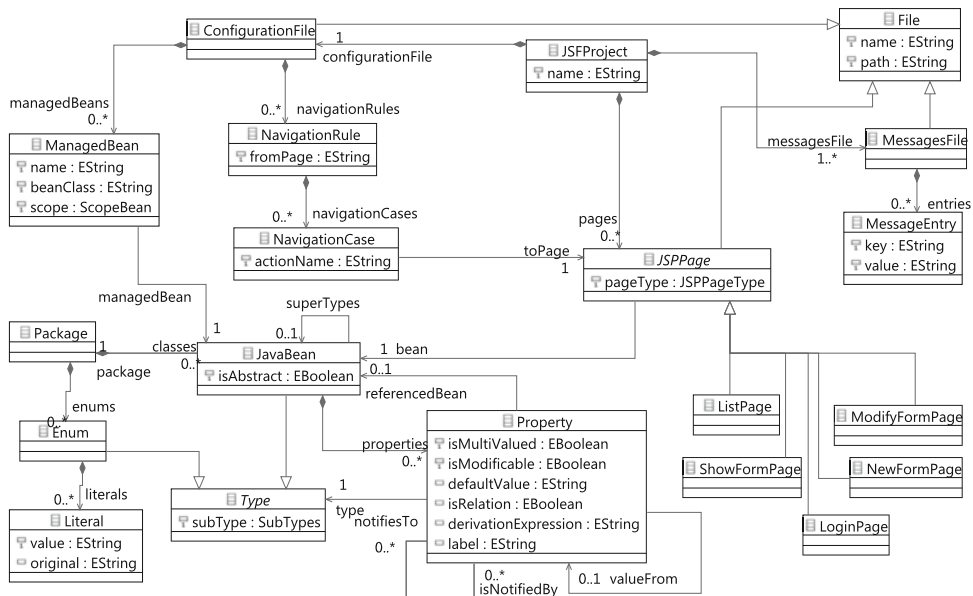 ConfigurationFile
File
name : EString
path : EString
1
configurationFile
JSFProject
name : EString
managedBeans
0..*
0..*
navigationRules
ManagedBean
name : EString
beanClass : EString
scope : ScopeBean
NavigationRule
fromPage : EString
messagesFile
1..*
MessagesFile
0..*
entries
MessageEntry
key : EString
value : EString
0..*
navigationCases
NavigationCase
actionName : EString
pages
0..*
toPage
1
JSPPage
pageType : JSPPageType
managedBean
1
superTypes
0..1
Package
1
package
classes
0..*
JavaBean
isAbstract : EBoolean
1 bean
0..1
referencedBean
enums
0..*
Enum
properties
0..*
Property
isMultiValued : EBoolean
isModificable : EBoolean
defaultValue : EString
isRelation : EBoolean
derivationExpression : EString
label : EString
ListPage
ModifyFormPage
ShowFormPage
NewFormPage
LoginPage
literals
0..*
Literal
value : EString
original : EString
Type
subType : SubTypes
1
type
notifiesTo
0..*
0..*
isNotifiedBy
0..1 valueFrom